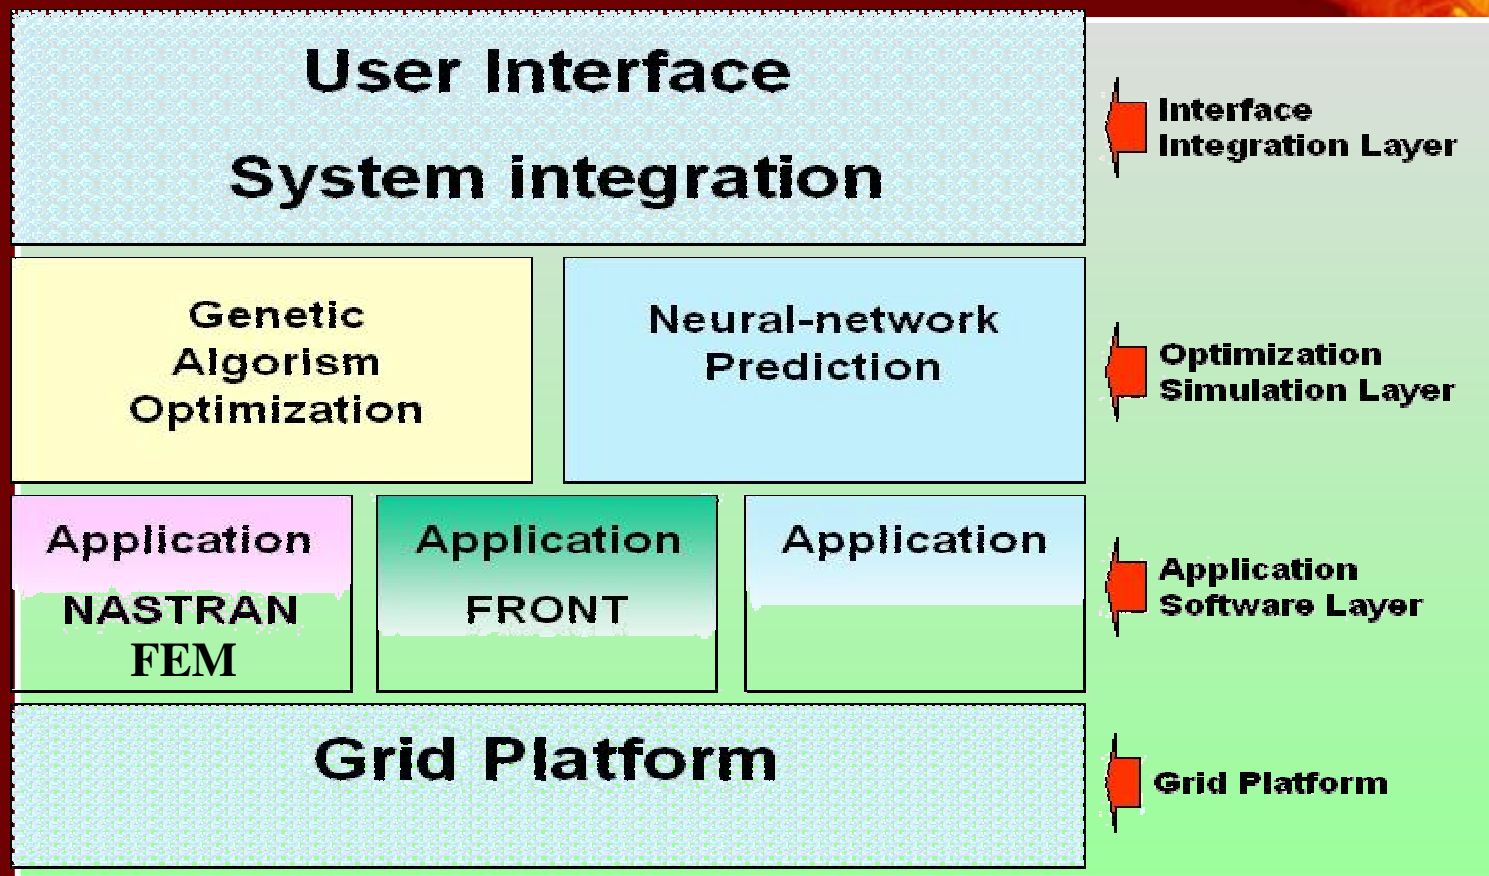 User Interface
System integration
Interface
Integration Layer
Genetic
Algorism
Optimization
Neural-network
Prediction
Optimization
Simulation Layer
Application
NASTRAN
FEM
Application
FRONT
Application
Application
Software Layer
Grid Platform
Grid Platform